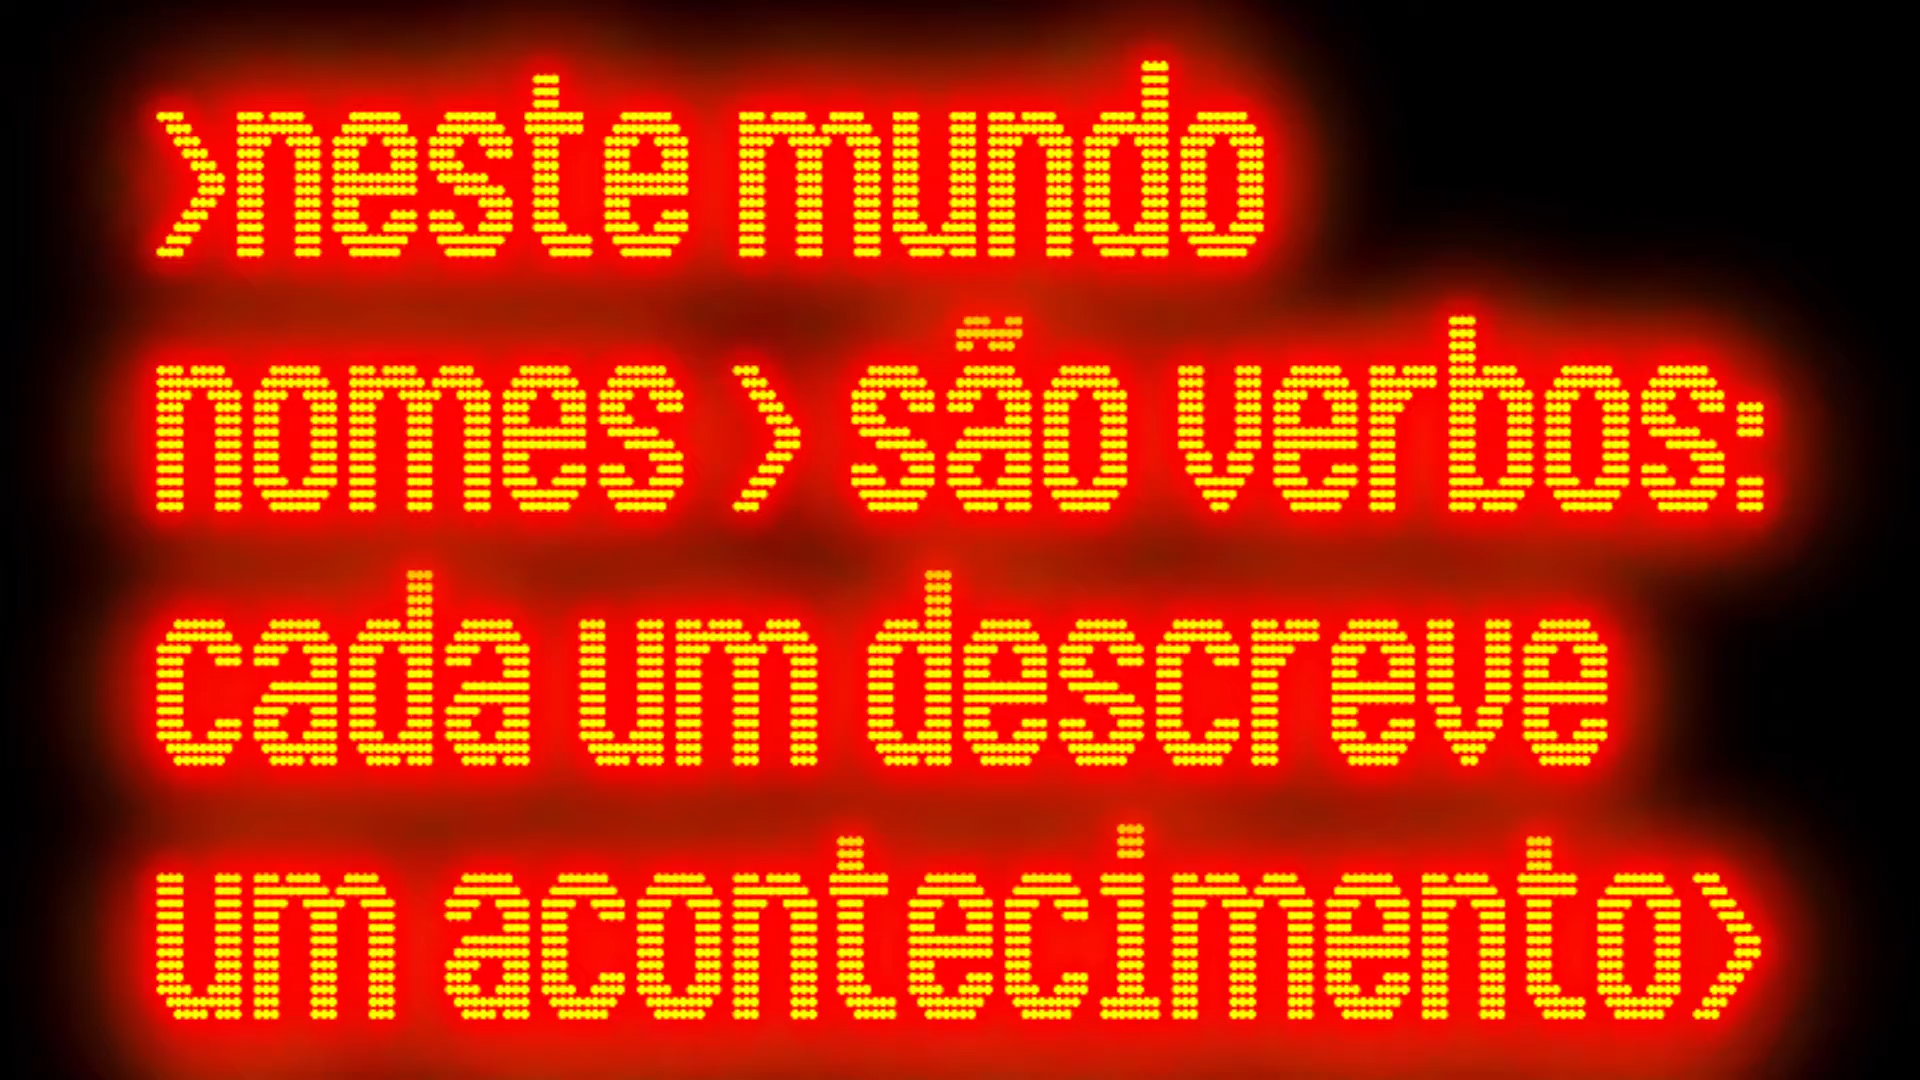 >neste mundo
nomes > são verbos:
cada um descreve
um acontecimento>